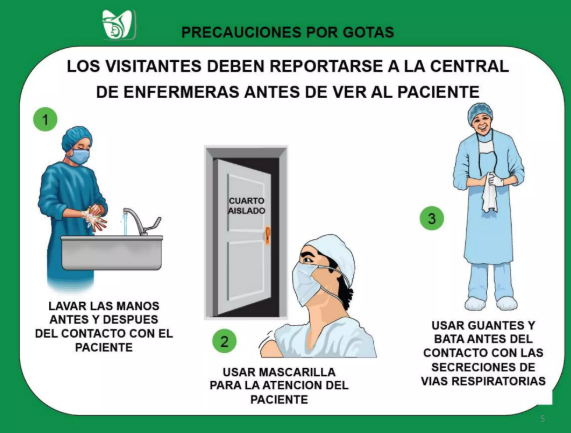 PRECAUCIONES POR GOTAS
LOS VISITANTES DEBEN REPORTARSE A LA CENTRAL
DE ENFERMERAS ANTES DE VER AL PACIENTE
1
LAVAR LAS MANOS
ANTES Y DESPUES
DEL CONTACTO CON EL
PACIENTE
CUARTO
AISLADO
2
USAR MASCARILLA
PARA LA ATENCION DEL
PACIENTE
3
USAR GUANTES Y
BATA ANTES DEL
CONTACTO CON LAS
SECRECIONES DE
VIAS RESPIRATORIAS
5